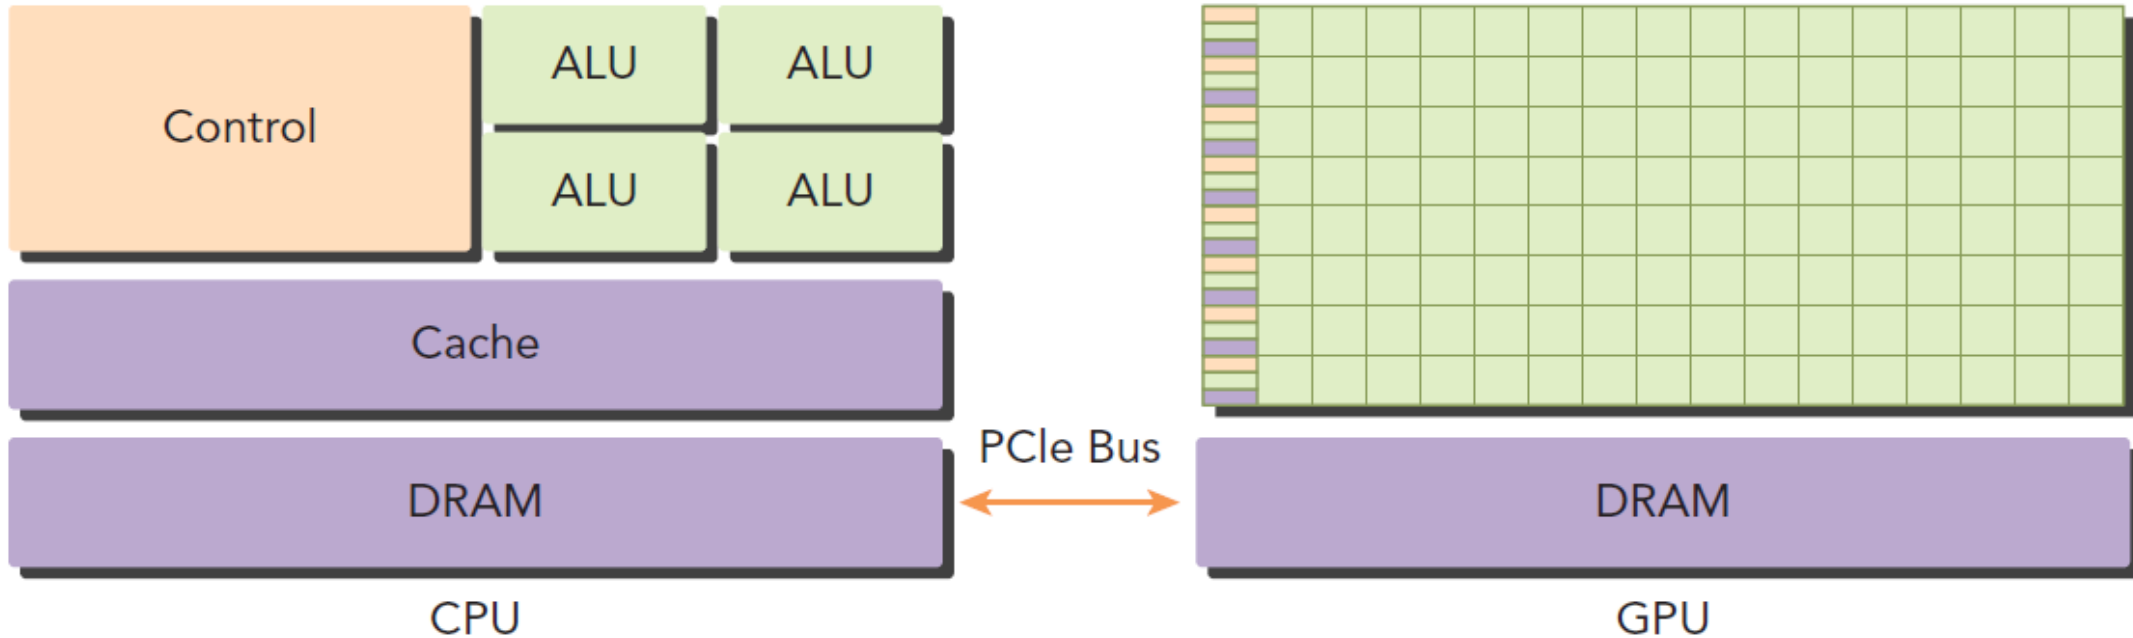 Control
ALU
ALU
ALU
ALU
Cache
DRAM
PCIe Bus
DRAM
CPU
GPU